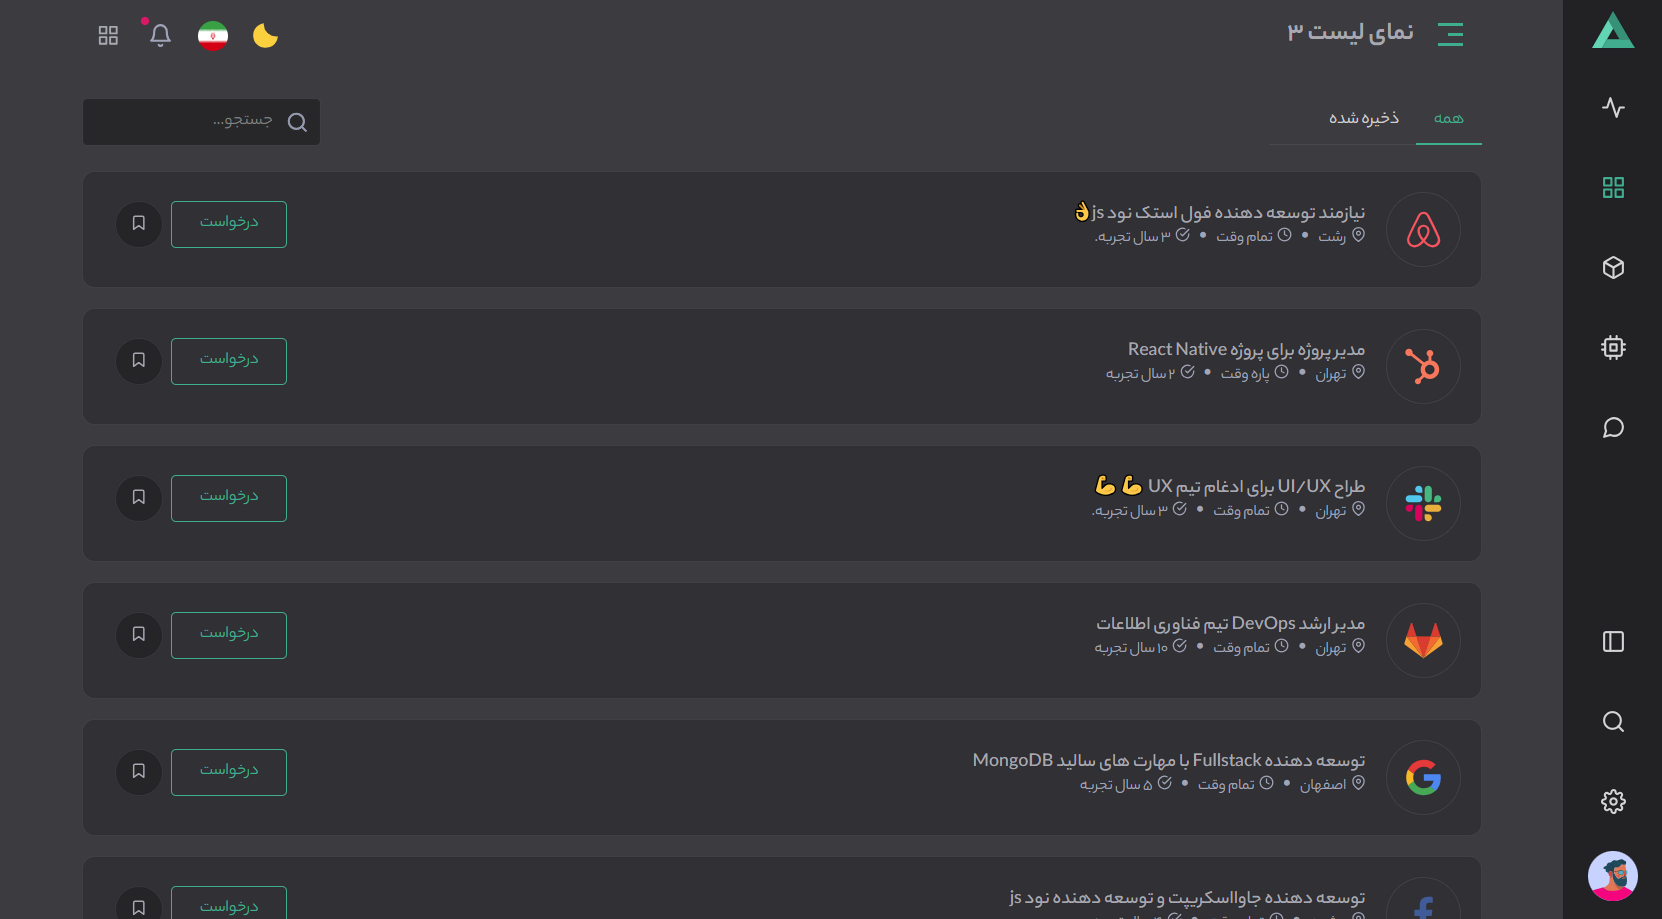 نمای لیست ۳
همه
ذخیره شده
جستجو...
نیازمند توسعه دهنده فول استک نود js👌
رشت • تمام وقت • ۳ سال تجربه.
درخواست
مدیر پروژه برای پروژه React Native
تهران • پاره وقت • ۲ سال تجربه
درخواست
طراح UI/UX برای ادغام تیم UX 💪 💪
تهران • تمام وقت • ۳ سال تجربه.
درخواست
مدیر ارشد DevOps تیم فناوری اطلاعات
تهران • تمام وقت • ۱۰ سال تجربه
درخواست
توسعه دهنده Fullstack با مهارت های سالید MongoDB
اصفهان • تمام وقت • ۵ سال تجربه
درخواست
توسعه دهنده جاوااسکریپت و توسعه دهنده نود js
درخواست